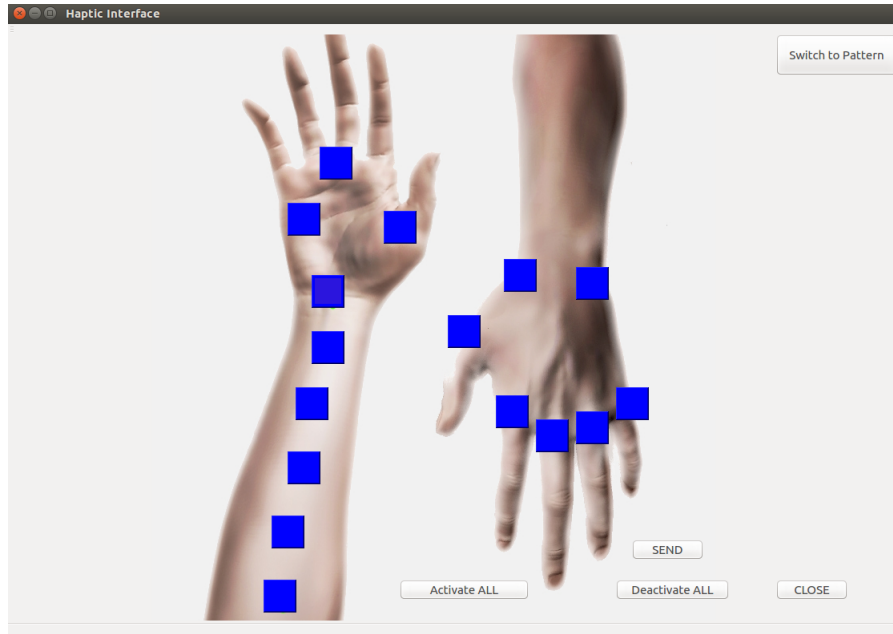 Haptic Interface
Switch to Pattern
SEND
Activate ALL
Deactivate ALL
CLOSE